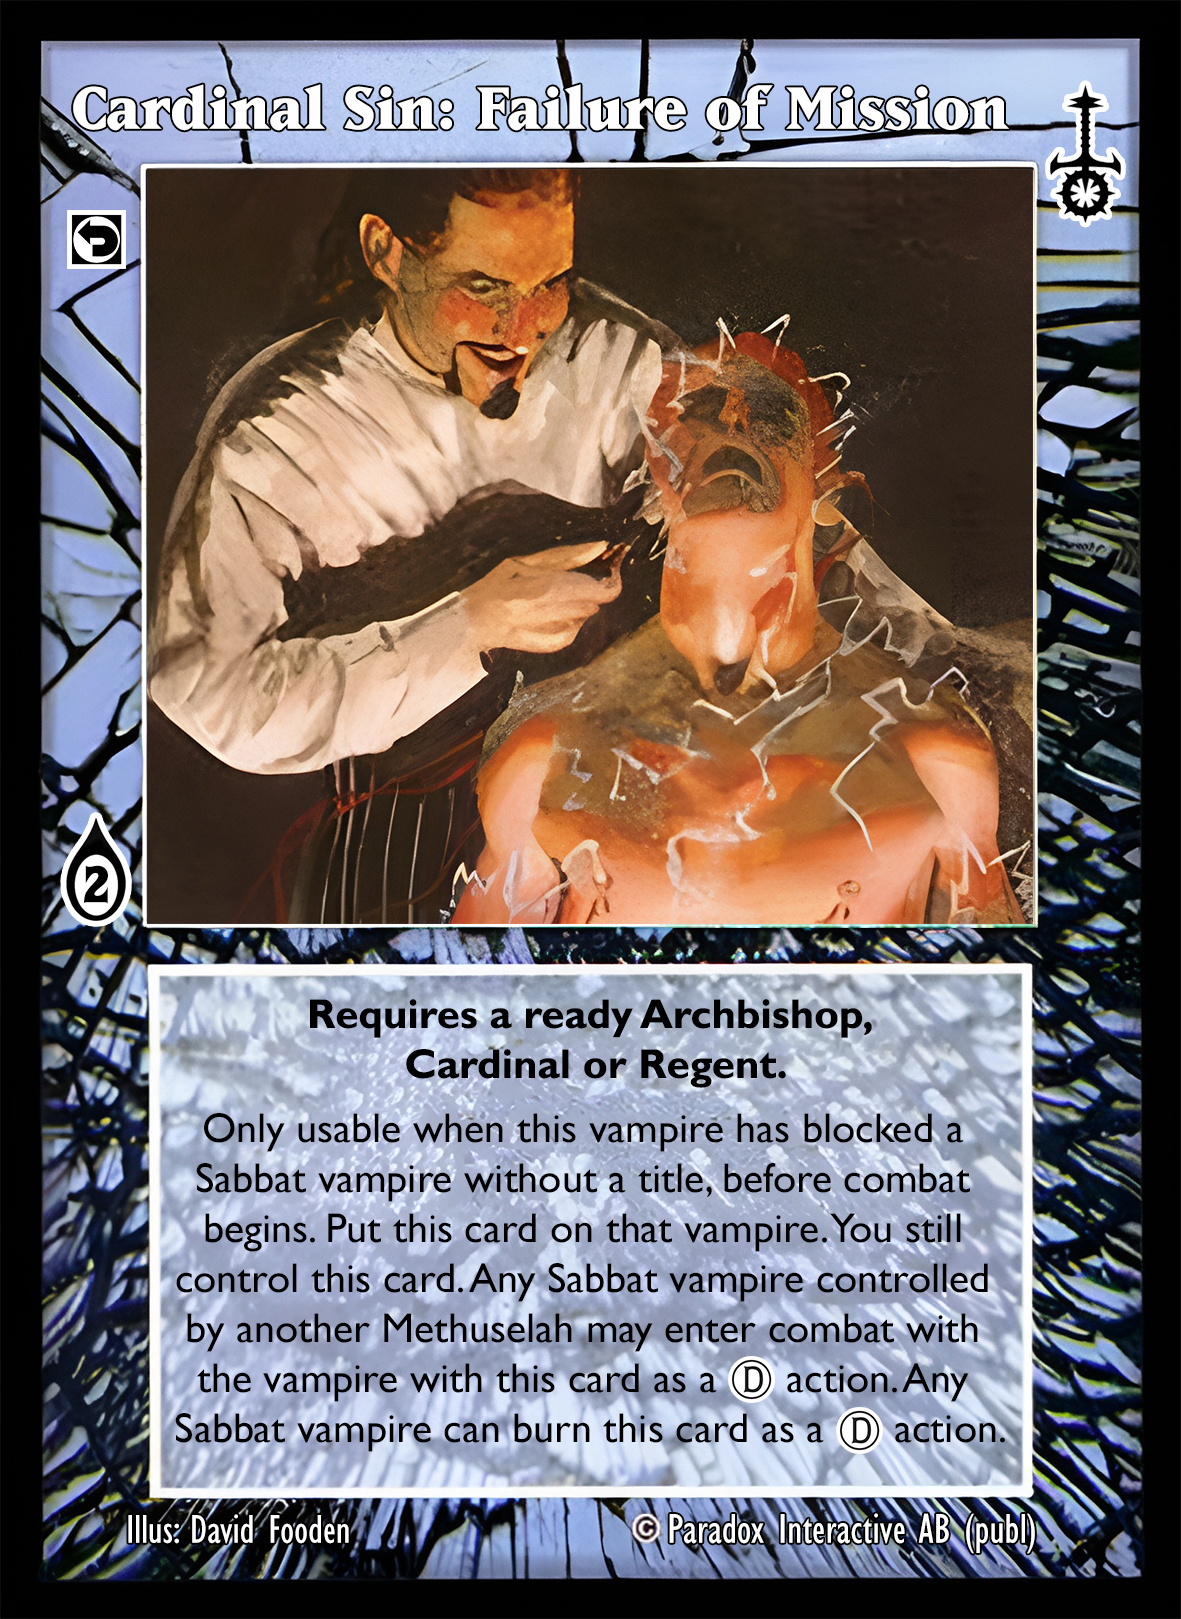 Cardinal Sin: Failure of Mission
2
Requires a ready Archbishop,
Cardinal or Regent.
Only usable when this vampire has blocked a
Sabbat vampire without a title, before combat
begins. Put this card on that vampire. You still
control this card. Any Sabbat vampire controlled
by another Methuselah may enter combat with
the vampire with this card as a Ⓓ action. Any
Sabbat vampire can burn this card as a Ⓓ action.
Illus: David Fooden © Paradox Interactive AB (publ)